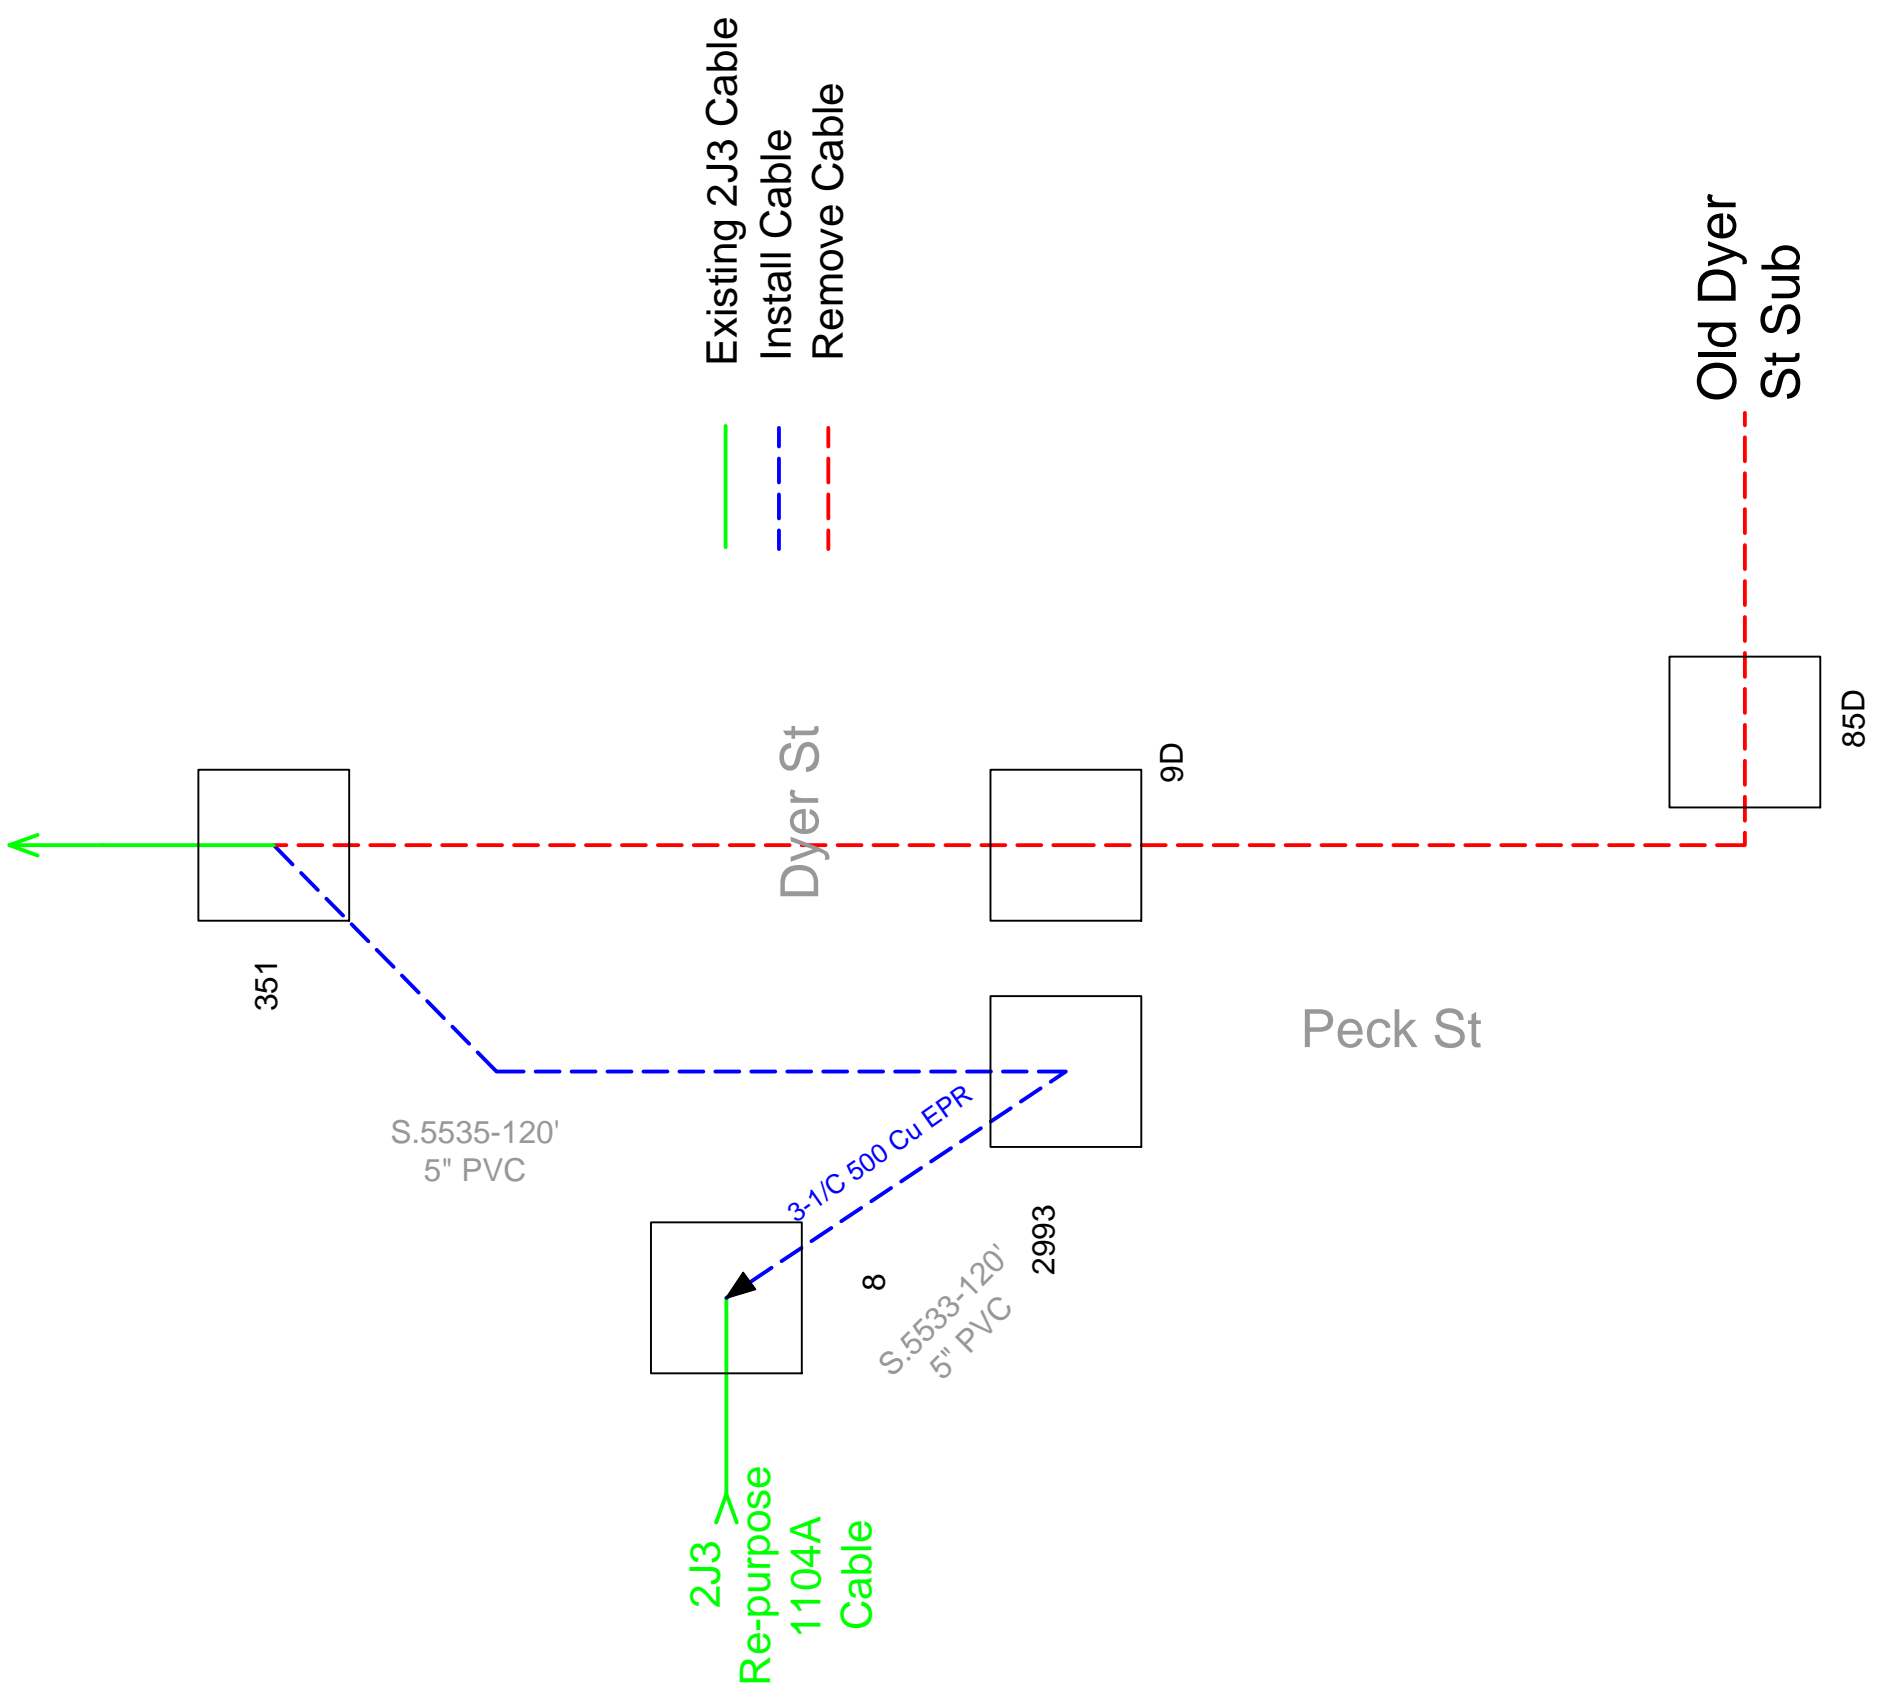 Existing 2J3 Cable
Install Cable
Remove Cable
Old Dyer
St Sub
85D
9D
Dyer St
351
Peck St
S.5535-120'
5" PVC
3-1/C 500 Cu EPR
2993
8
S.5533-120'
5" PVC
2J3
Re-purpose
1104A
Cable